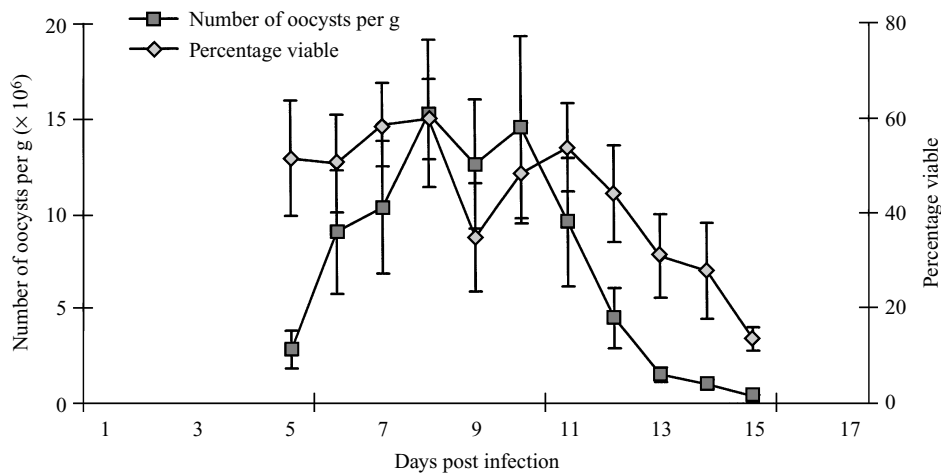 Number of oocysts per g
Percentage viable
20
15
10
5
0
Number of oocysts per g (× 10⁶)
80
60
40
20
0
Percentage viable
1 3 5 7 9 11 13 15 17
Days post infection